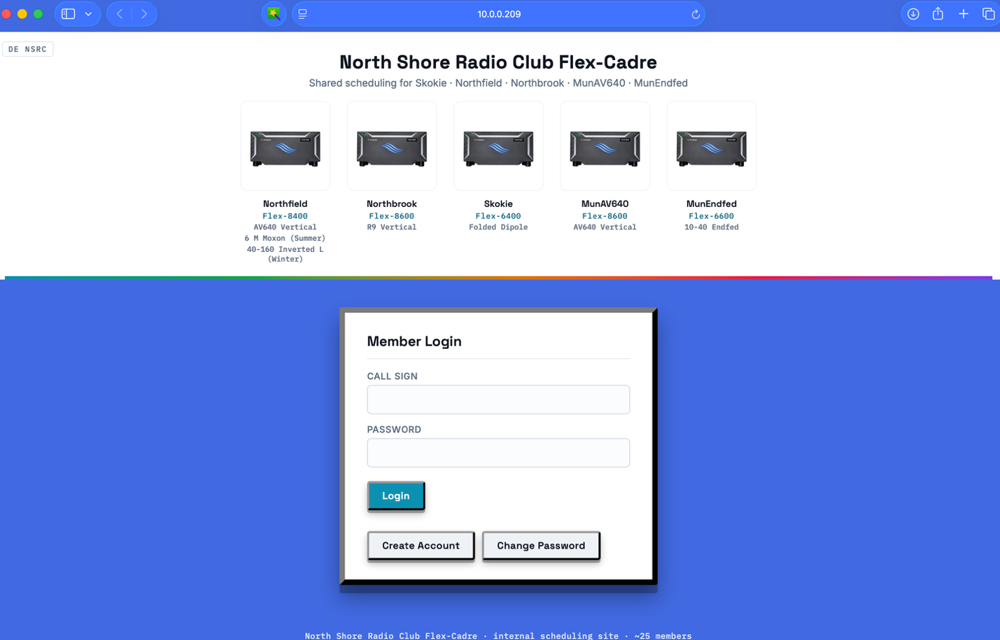 10.0.0.209
DE NSRC
North Shore Radio Club Flex-Cadre
Shared scheduling for Skokie · Northfield · Northbrook · MunAV640 · MunEndfed
Northfield
Flex-8400
AV640 Vertical
6 M Moxon (Summer)
40-160 Inverted L
(Winter)
Northbrook
Flex-8600
R9 Vertical
Skokie
Flex-6400
Folded Dipole
MunAV640
Flex-8600
AV640 Vertical
MunEndfed
Flex-6600
10-40 Endfed
Member Login
CALL SIGN
PASSWORD
Login
Create Account
Change Password
North Shore Radio Club Flex-Cadre · internal scheduling site · ~25 members